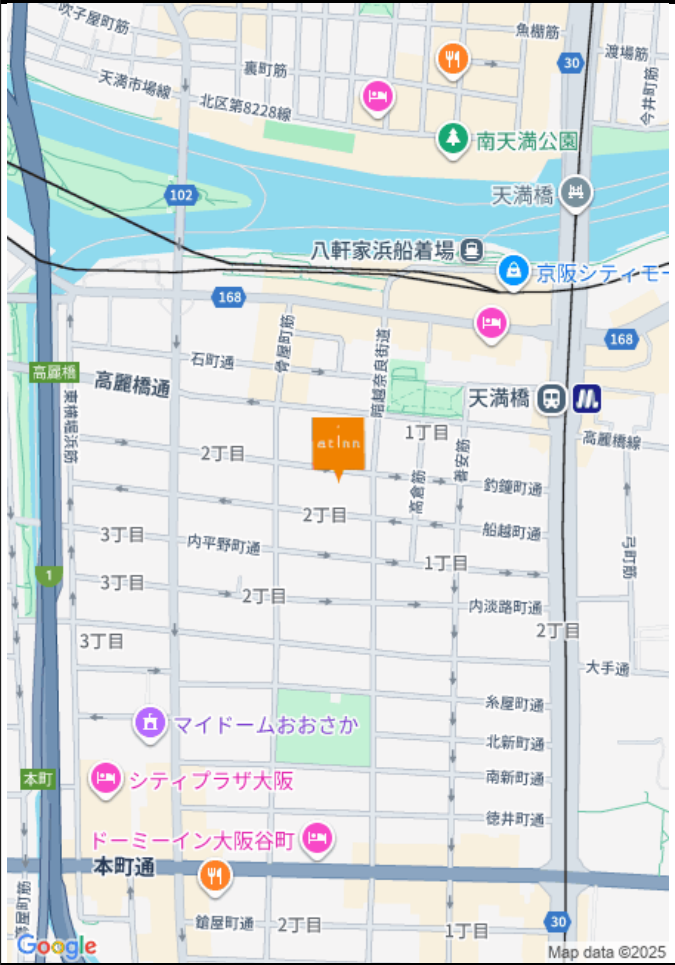 吹子屋町筋
魚棚筋
30
渡場筋
今井町筋
裏町筋
天満市場線
北区第8228線
南天満公園
102
天満橋
八軒家浜船着場
京阪シティモー
168
168
骨屋町筋
石町通
高麗橋
高麗橋通
東横堀浜筋
天満橋
atinn
1丁目
高麗橋線
2丁目
善安筋
釣鐘町通
高倉筋
2丁目
船越町通
3丁目
内平野町通
弓町筋
1丁目
1
3丁目
2丁目
内淡路町通
2丁目
3丁目
大手通
糸屋町通
マイドームおおさか
北新町通
本町
シティプラザ大阪
南新町通
徳井町通
ドーミーイン大阪谷町
本町通
鎗屋町通
2丁目
1丁目
30
Google
Map data ©2025